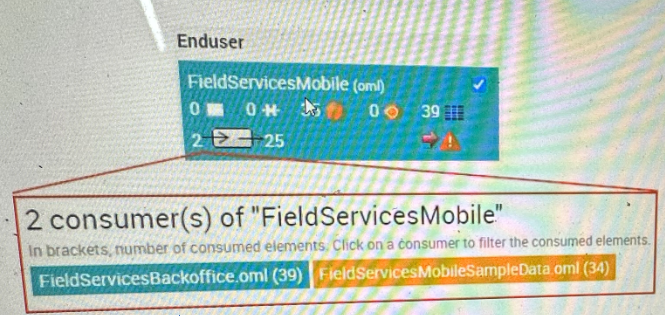 Enduser
FieldServicesMobile (oml)
0 0 0 39
2 25
2 consumer(s) of "FieldServicesMobile"
In brackets, number of consumed elements. Click on a consumer to filter the consumed elements.
FieldServicesBackoffice.oml (39) FieldServicesMobileSampleData.oml (34)